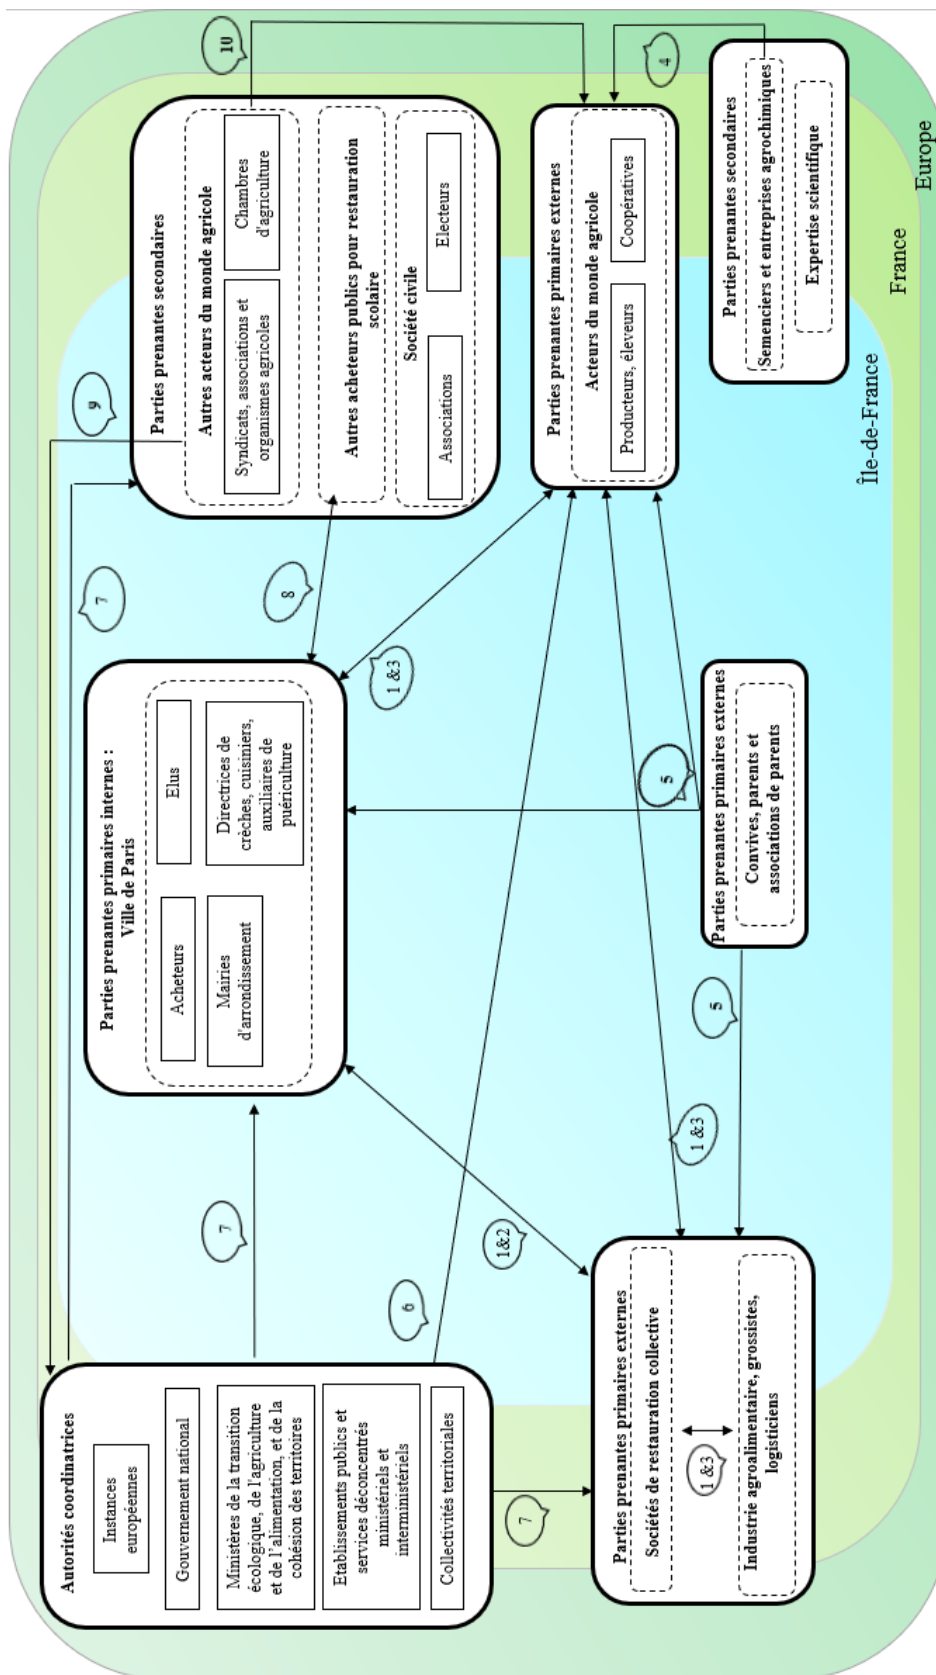 Autorités coordinatrices
Instances
européennes
Gouvernement national
Ministères de la transition
écologique, de l'agriculture
et de l'alimentation, et de la
cohésion des territoires
Etablissements publics et
services déconcentrés
ministériels et
interministériels
Collectivités territoriales
7
7
7
6
9
Parties prenantes primaires internes :
Ville de Paris
Acheteurs
Elus
Mairies
d'arrondissement
Directrices de
crèches, cuisiniers,
auxiliaires de
puériculture
8
1 &3
1&2
Parties prenantes secondaires
Autres acteurs du monde agricole
Syndicats, associations et
organismes agricoles
Chambres
d'agriculture
Autres acheteurs publics pour restauration
scolaire
Société civile
Associations
Electeurs
10
Parties prenantes primaires externes
Acteurs du monde agricole
Producteurs, éleveurs
Coopératives
4
Parties prenantes secondaires
Semenciers et entreprises agrochimiques
Expertise scientifique
Parties prenantes primaires externes
Sociétés de restauration collective
1 &3
Industrie agroalimentaire, grossistes,
logisticiens
1 &3
5
5
Parties prenantes primaires externes
Convives, parents et
associations de parents
Île-de-France
France
Europe